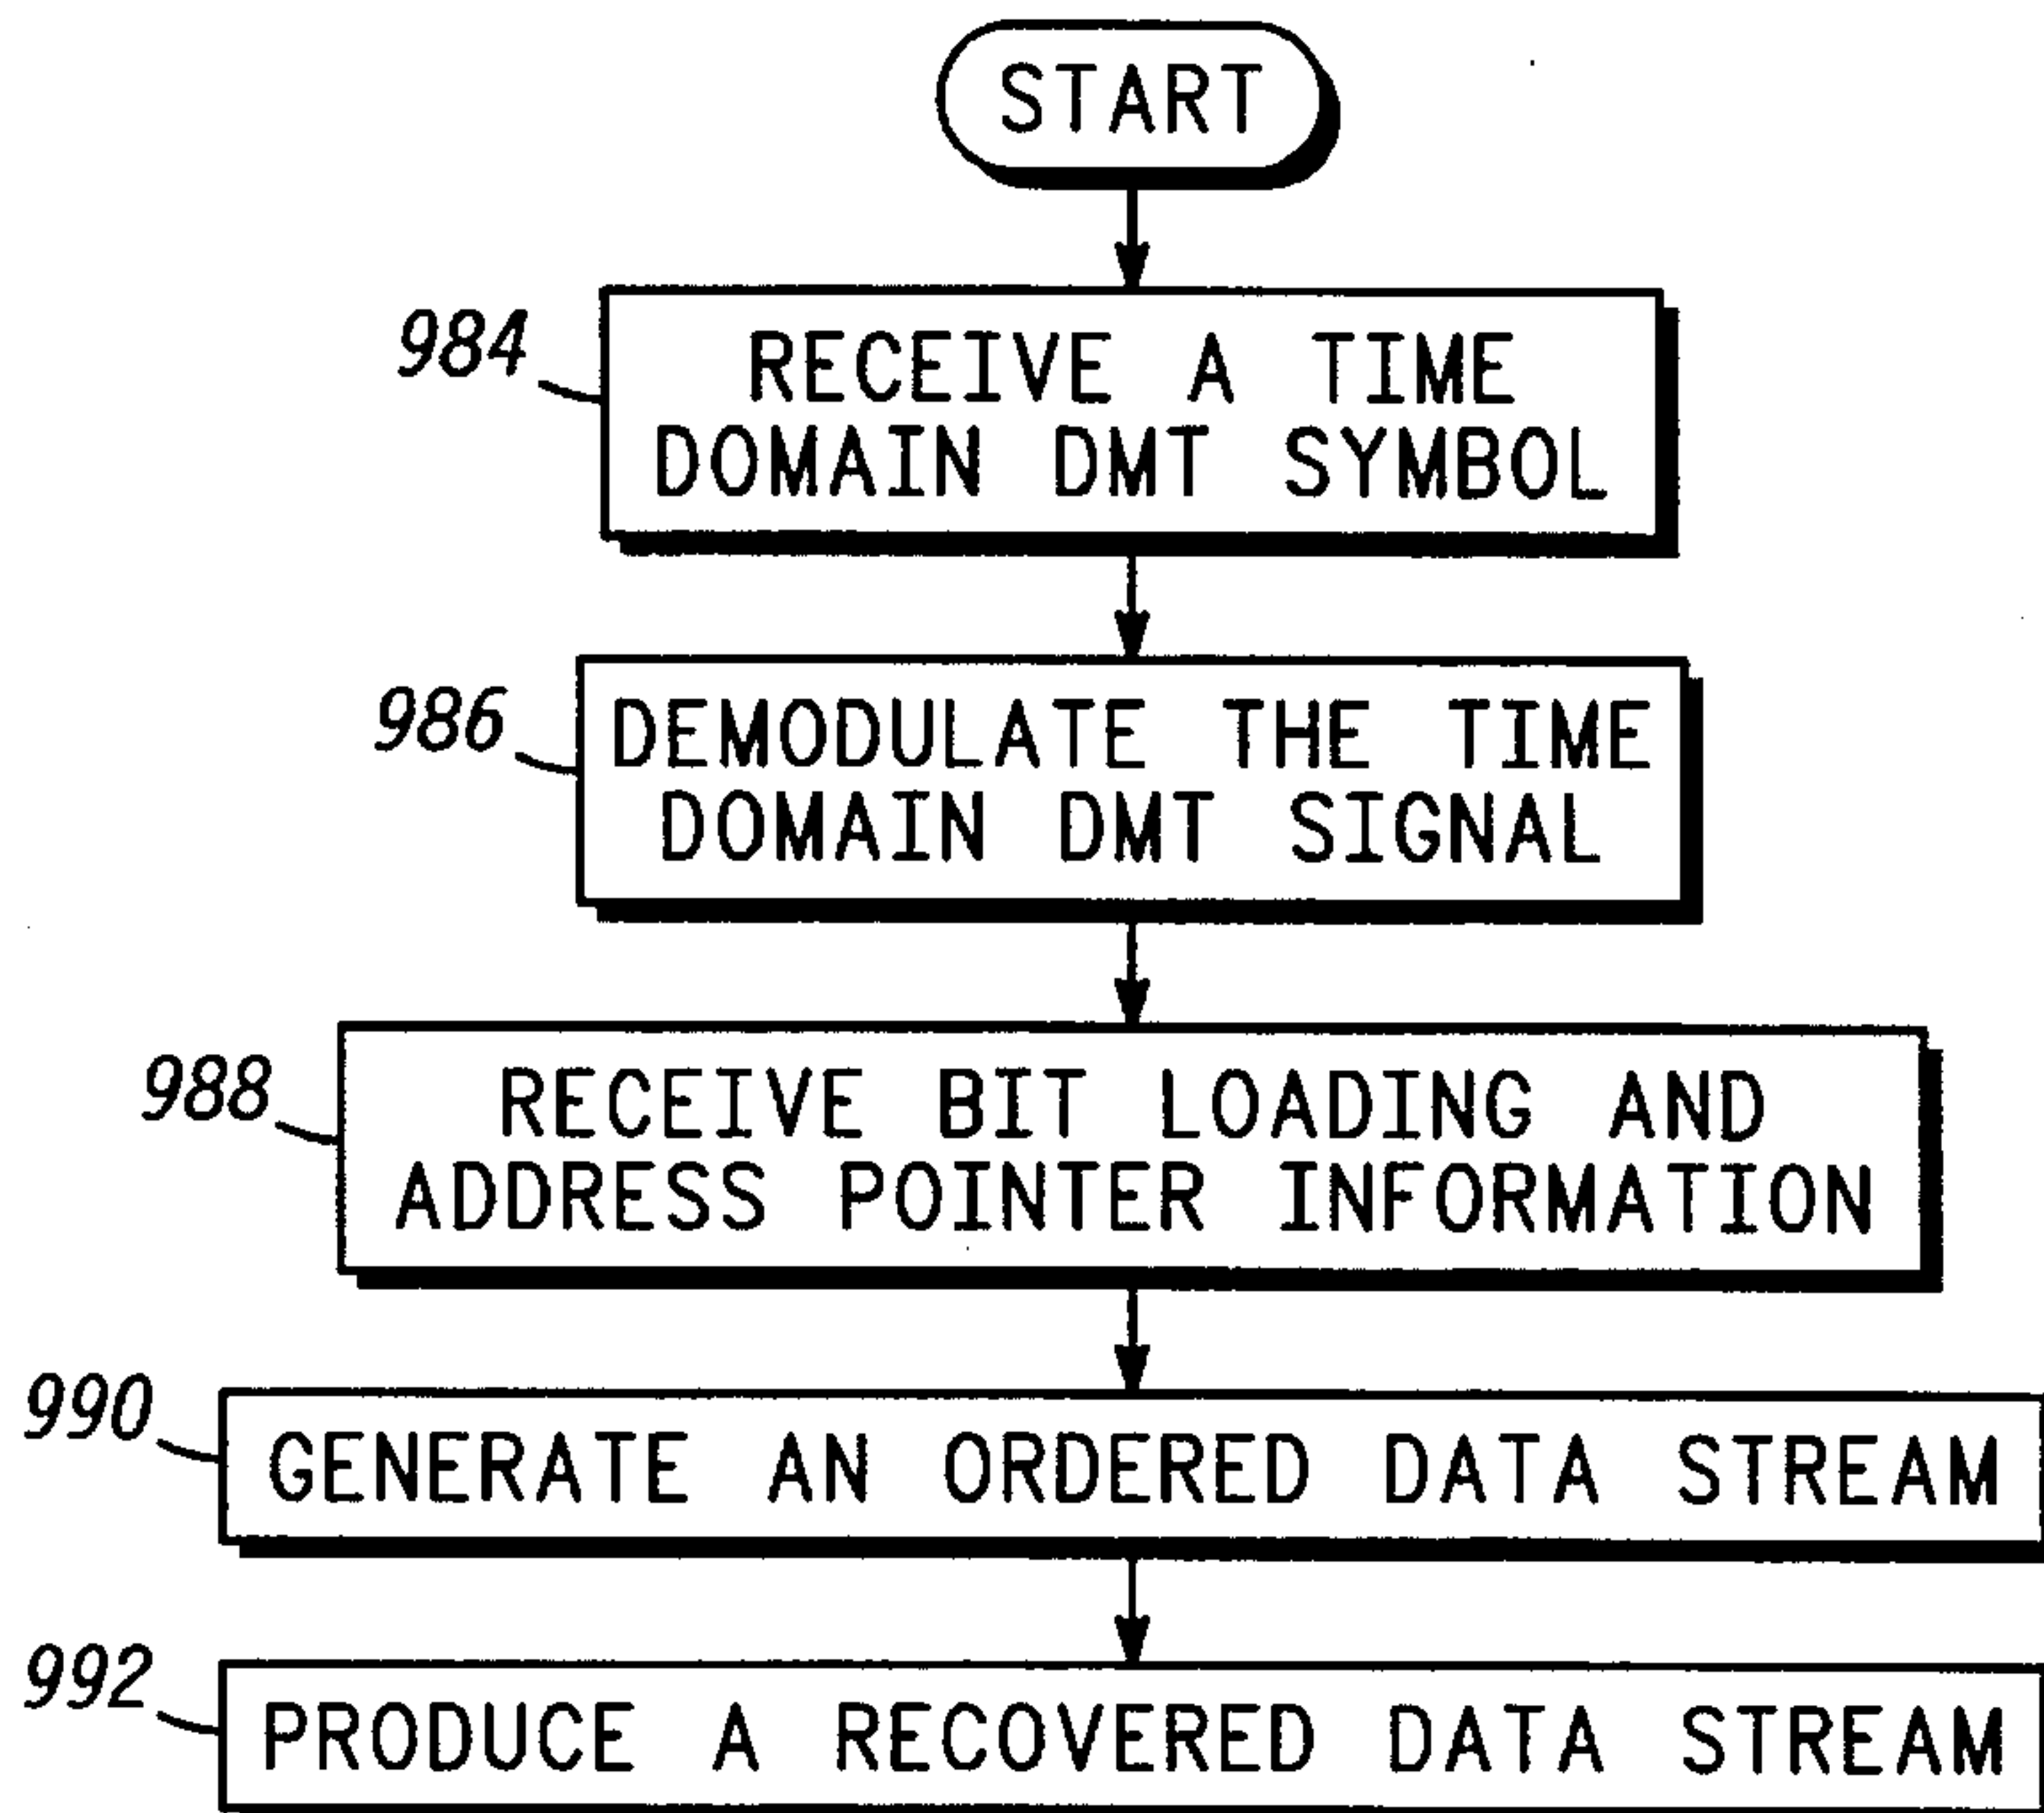 START
984
RECEIVE A TIME
DOMAIN DMT SYMBOL
986
DEMODULATE THE TIME
DOMAIN DMT SIGNAL
988
RECEIVE BIT LOADING AND
ADDRESS POINTER INFORMATION
990
GENERATE AN ORDERED DATA STREAM
992
PRODUCE A RECOVERED DATA STREAM